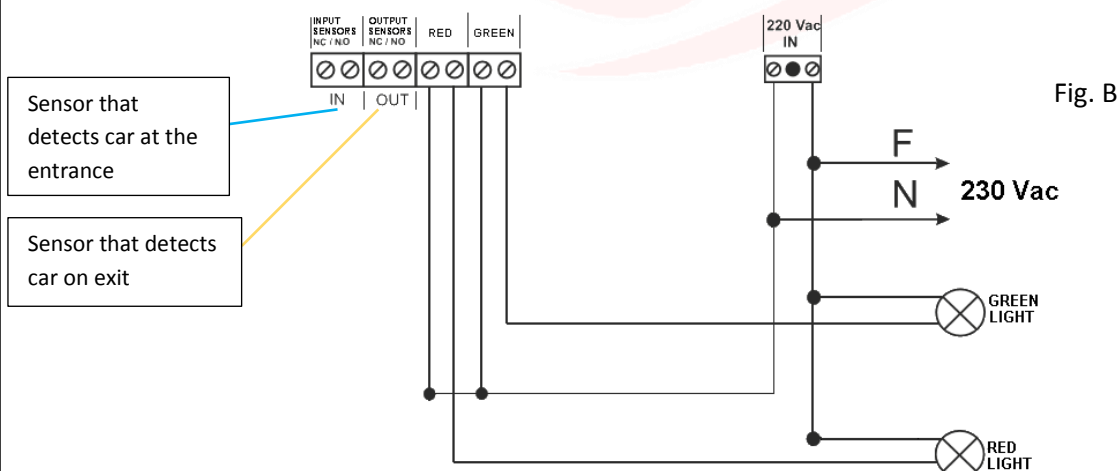 INPUT
SENSORS
NC / NO
OUTPUT
SENSORS
NC / NO
RED
GREEN
220 Vac
IN
IN
OUT
Sensor that
detects car at the
entrance
Fig. B
F
N
230 Vac
Sensor that detects
car on exit
GREEN
LIGHT
RED
LIGHT